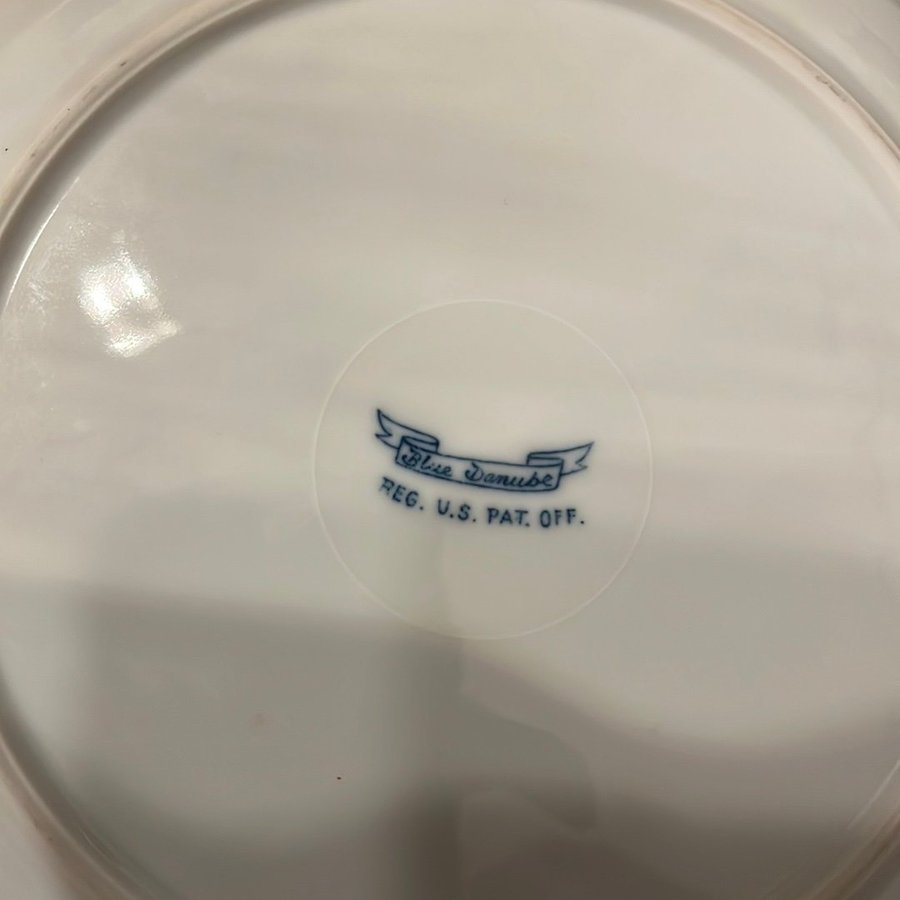 Blue Danube
REG. U.S. PAT. OFF.